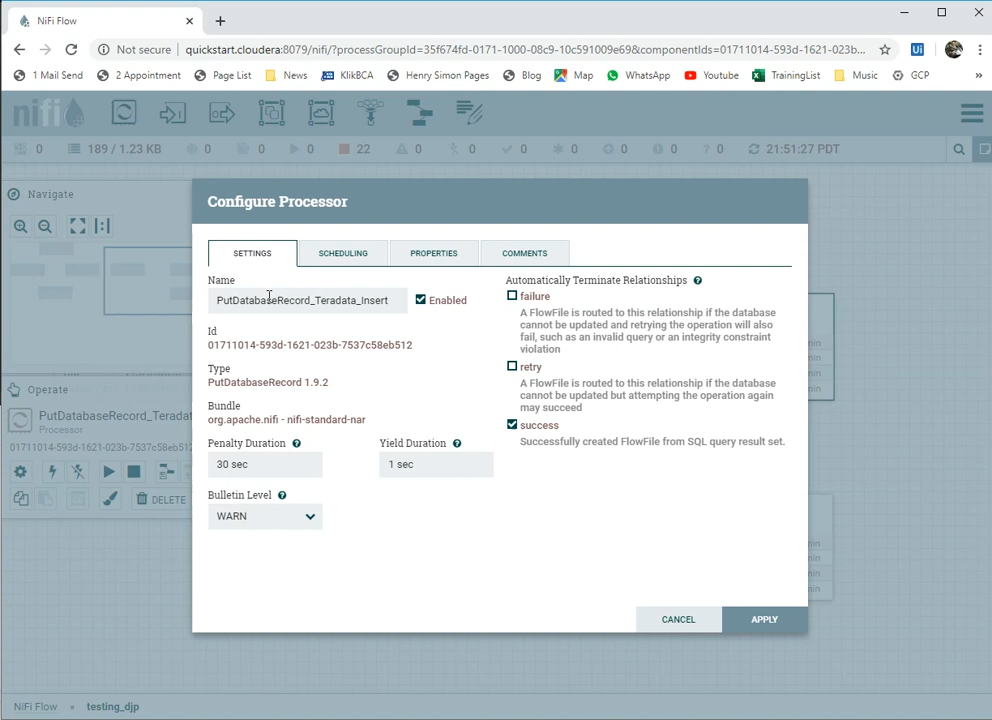 NiFi Flow
Not secure
quickstart.cloudera:8079/nifi/?processGroupId=35f674fd-0171-1000-08c9-10c591009e69&componentIds=01711014-593d-1621-023b...
1 Mail Send
2 Appointment
Page List
News
KlikBCA
Henry Simon Pages
Blog
Map
WhatsApp
Youtube
TrainingList
Music
GCP
»
nifi
0
189 / 1.23 KB
0
0
0
22
0
0
0
0
0
0
0
21:51:27 PDT
Navigate
Operate
PutDatabaseRecord_Teradat
Processor
01711014-593d-1621-023b-7537c58eb512
DELETE
Configure Processor
SETTINGS
SCHEDULING
PROPERTIES
COMMENTS
Name
PutDatabaseRecord_Teradata_Insert
Enabled
Id
01711014-593d-1621-023b-7537c58eb512
Type
PutDatabaseRecord 1.9.2
Bundle
org.apache.nifi - nifi-standard-nar
Penalty Duration
Yield Duration
30 sec
1 sec
Bulletin Level
WARN
Automatically Terminate Relationships
failure
A FlowFile is routed to this relationship if the database
cannot be updated and retrying the operation will also
fail, such as an invalid query or an integrity constraint
violation
retry
A FlowFile is routed to this relationship if the database
cannot be updated but attempting the operation again
may succeed
success
Successfully created FlowFile from SQL query result set.
CANCEL
APPLY
NiFi Flow
testing_djp